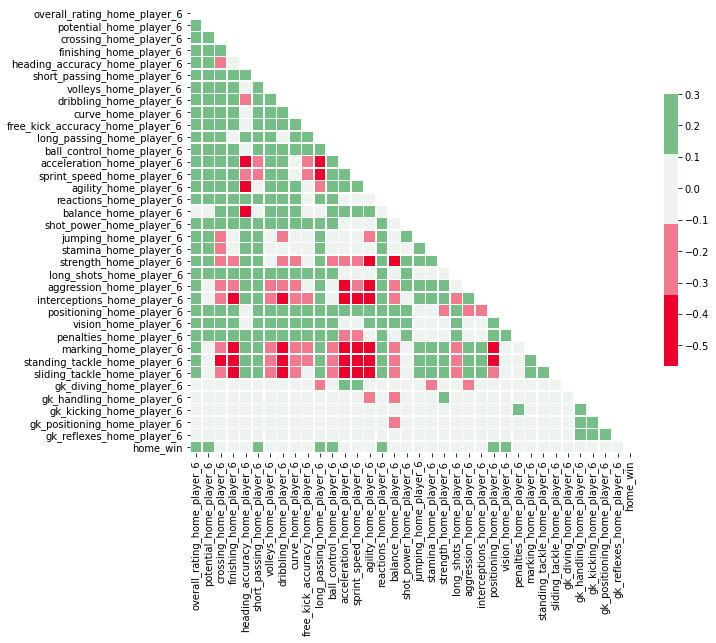 overall_rating_home_player_6
potential_home_player_6
crossing_home_player_6
finishing_home_player_6
heading_accuracy_home_player_6
short_passing_home_player_6
volleys_home_player_6
dribbling_home_player_6
curve_home_player_6
free_kick_accuracy_home_player_6
long_passing_home_player_6
ball_control_home_player_6
acceleration_home_player_6
sprint_speed_home_player_6
agility_home_player_6
reactions_home_player_6
balance_home_player_6
shot_power_home_player_6
jumping_home_player_6
stamina_home_player_6
strength_home_player_6
long_shots_home_player_6
aggression_home_player_6
interceptions_home_player_6
positioning_home_player_6
vision_home_player_6
penalties_home_player_6
marking_home_player_6
standing_tackle_home_player_6
sliding_tackle_home_player_6
gk_diving_home_player_6
gk_handling_home_player_6
gk_kicking_home_player_6
gk_positioning_home_player_6
gk_reflexes_home_player_6
home_win
overall_rating_home_player_6
potential_home_player_6
crossing_home_player_6
finishing_home_player_6
heading_accuracy_home_player_6
short_passing_home_player_6
volleys_home_player_6
dribbling_home_player_6
curve_home_player_6
free_kick_accuracy_home_player_6
long_passing_home_player_6
ball_control_home_player_6
acceleration_home_player_6
sprint_speed_home_player_6
agility_home_player_6
reactions_home_player_6
balance_home_player_6
shot_power_home_player_6
jumping_home_player_6
stamina_home_player_6
strength_home_player_6
long_shots_home_player_6
aggression_home_player_6
interceptions_home_player_6
positioning_home_player_6
vision_home_player_6
penalties_home_player_6
marking_home_player_6
standing_tackle_home_player_6
sliding_tackle_home_player_6
gk_diving_home_player_6
gk_handling_home_player_6
gk_kicking_home_player_6
gk_positioning_home_player_6
gk_reflexes_home_player_6
home_win
0.3
0.2
0.1
0.0
−0.1
−0.2
−0.3
−0.4
−0.5